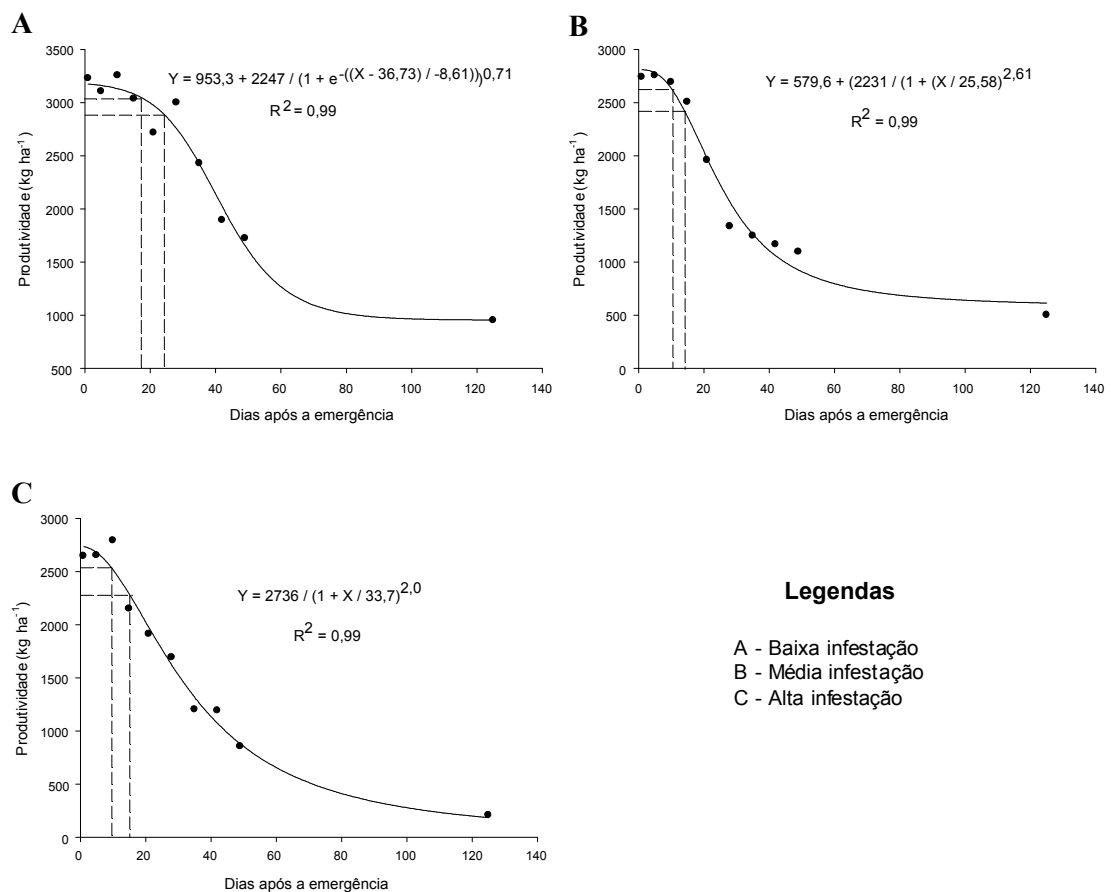 A
Y = 953,3 + 2247 / (1 + e^-((X - 36,73) / -8,61))^0,71
R2 = 0,99
Produtividade (kg ha-1)
3500
3000
2500
2000
1500
1000
500
0 20 40 60 80 100 120 140
Dias após a emergência
B
Y = 579,6 + (2231 / (1 + (X / 25,58)^2,61
R2 = 0,99
Produtividade (kg ha-1)
3000
2500
2000
1500
1000
500
0
0 20 40 60 80 100 120 140
Dias após a emergência
C
Y = 2736 / (1 + X / 33,7)^2,0
R2 = 0,99
Produtividade (kg ha-1)
3000
2500
2000
1500
1000
500
0
0 20 40 60 80 100 120 140
Dias após a emergência
Legendas
A - Baixa infestação
B - Média infestação
C - Alta infestação